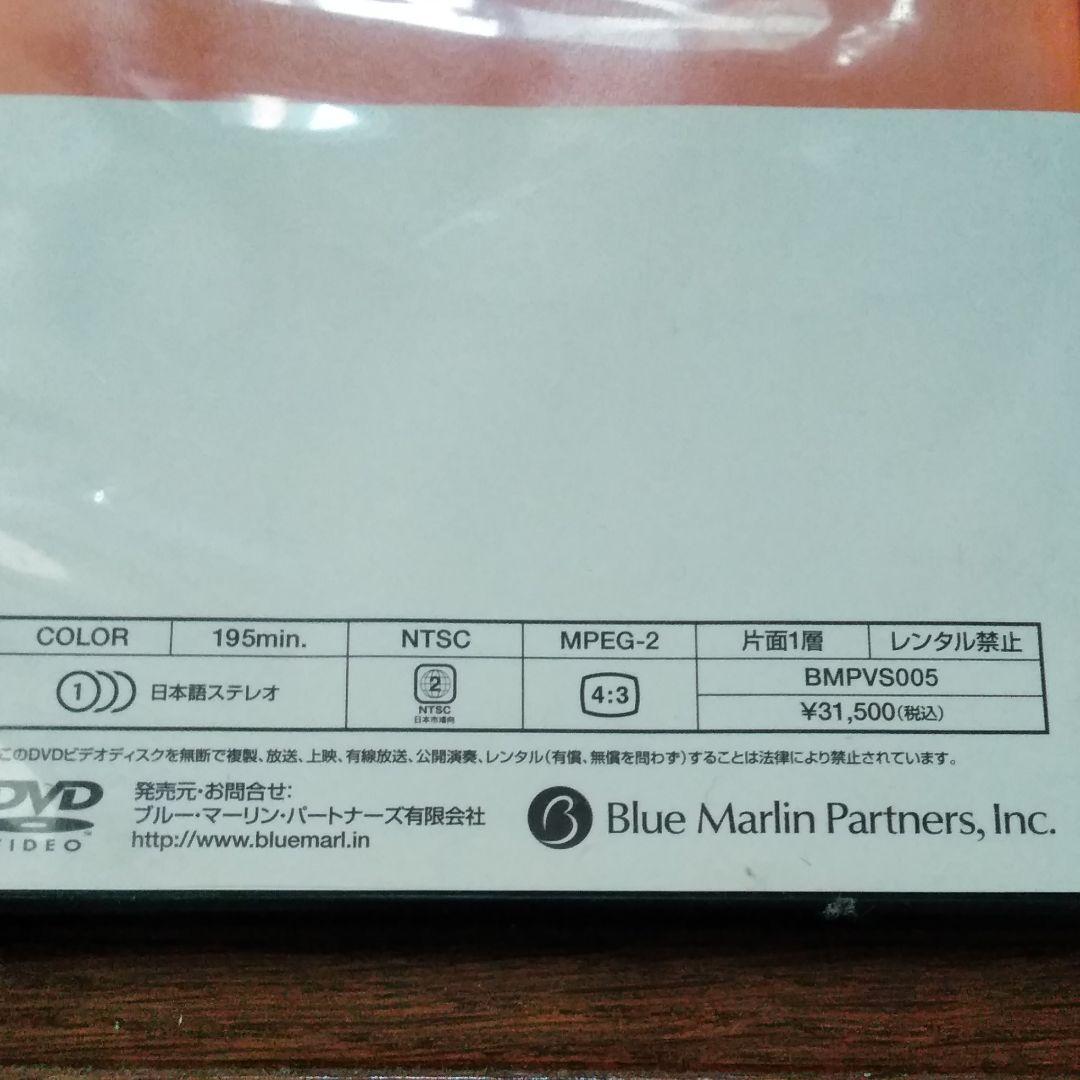 COLOR 195min. NTSC MPEG-2 片面1層 レンタル禁止
1 日本語ステレオ 2 NTSC 日本市場向 4:3 BMPVS005
¥31,500(税込)
このDVDビデオディスクを無断で複製、放送、上映、有線放送、公開演奏、レンタル(有償、無償を問わず)することは法律により禁止されています。
DVD VIDEO
発売元・お問合せ:
ブルー・マーリン・パートナーズ有限会社
http://www.bluemarl.in
B Blue Marlin Partners, Inc.